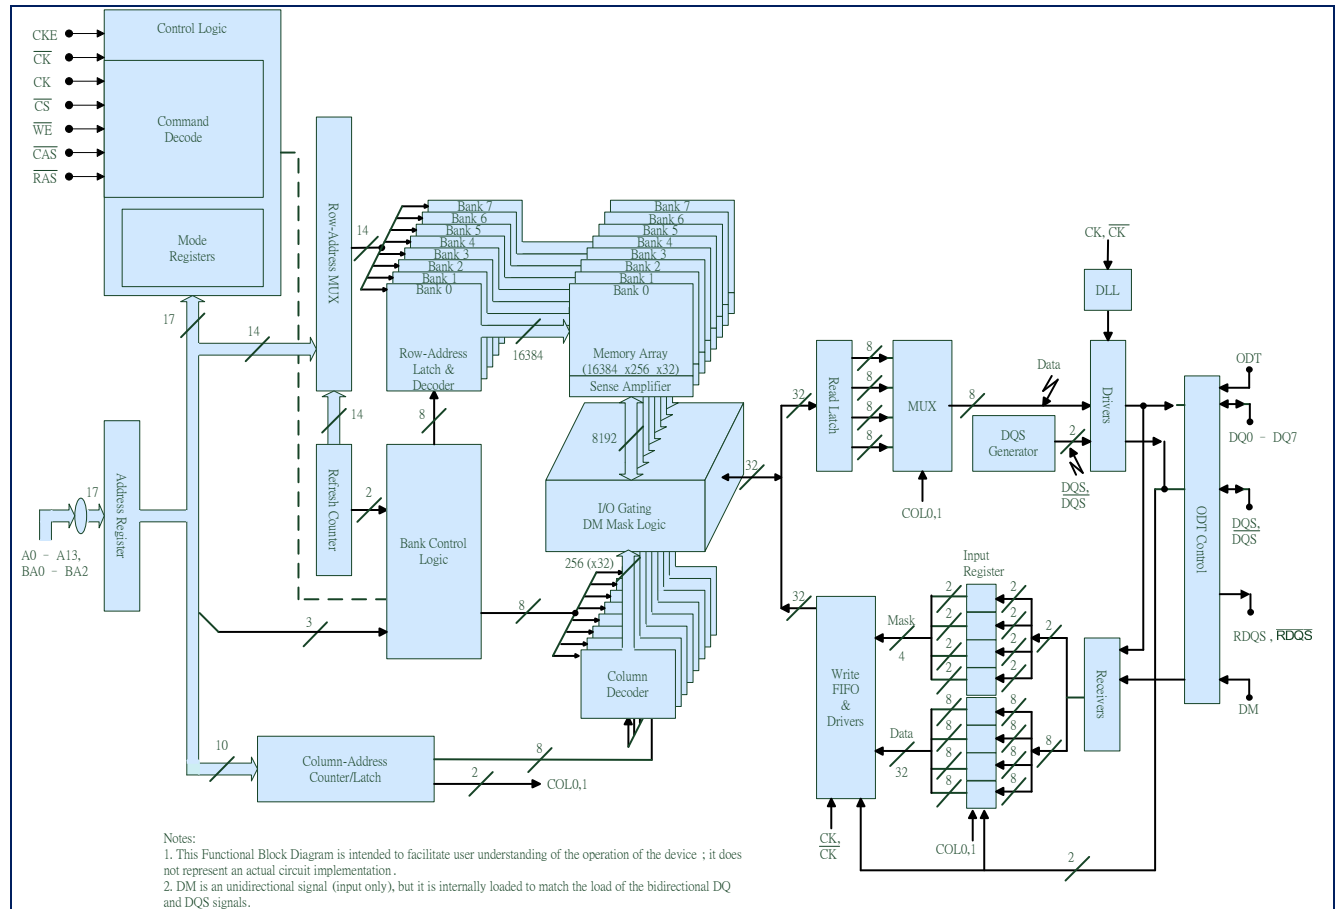 Control Logic
CKE
CK
CK
CS
WE
CAS
RAS
Command
Decode
Mode
Registers
17
14
Row-Address MUX
14
Bank 7
Bank 6
Bank 5
Bank 4
Bank 3
Bank 2
Bank 1
Bank 0
Row-Address
Latch &
Decoder
16384
Bank 7
Bank 6
Bank 5
Bank 4
Bank 3
Bank 2
Bank 1
Bank 0
Memory Array
(16384 x256 x32)
Sense Amplifier
8192
14
8
Refresh Counter
2
Bank Control
Logic
17
Address Register
A0 - A13,
BA0 - BA2
3
8
I/O Gating
DM Mask Logic
256 (x32)
Column
Decoder
10
Column-Address
Counter/Latch
8
2
COL0,1
32
32
32
Read Latch
8
8
8
8
MUX
COL0,1
8
Data
DQS
Generator
2
DQS,
DQS
CK, CK
DLL
Drivers
ODT Control
ODT
DQ0 - DQ7
DQS,
DQS
RDQS , RDQS
DM
Input
Register
Write
FIFO
&
Drivers
Mask
4
2
2
2
2
2
2
2
2
2
Receivers
Data
32
8
8
8
8
8
8
8
8
8
CK,
CK
COL0,1
2
Notes:
1. This Functional Block Diagram is intended to facilitate user understanding of the operation of the device ; it does
not represent an actual circuit implementation.
2. DM is an unidirectional signal (input only), but it is internally loaded to match the load of the bidirectional DQ
and DQS signals.